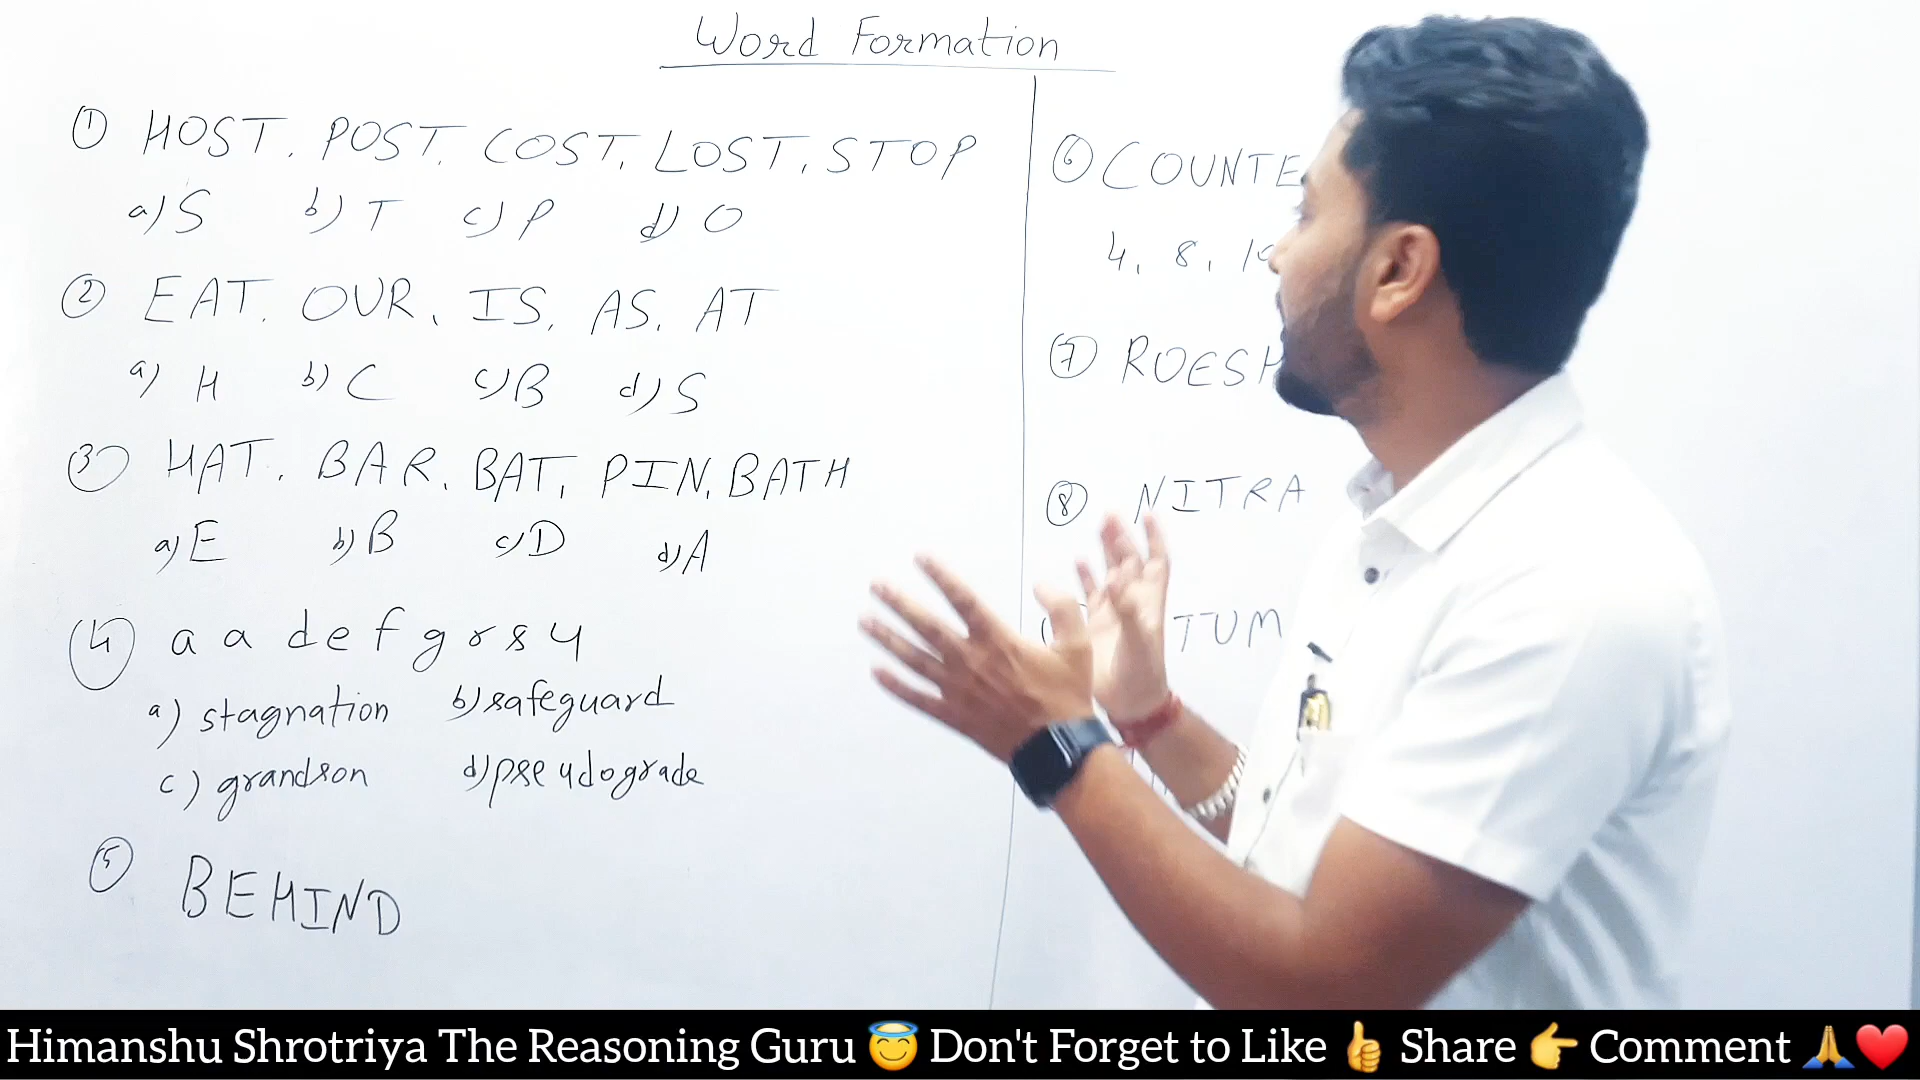 Word Formation
① HOST, POST, COST, LOST, STOP
a) S b) T c) P d) O
② EAT, OUR, IS, AS, AT
a) H b) C c) B d) S
③ HAT, BAR, BAT, PIN, BATH
a) E b) B c) D d) A
④ a a d e f g r s u
a) stagnation b) safeguard
c) grandson d) pseudograde
⑤ BEHIND
⑥ COUNTE
4, 8,
⑦ ROESH
⑧ NITRA
TUM
Himanshu Shrotriya The Reasoning Guru 😇 Don't Forget to Like 👍 Share 👉 Comment 🙏❤️